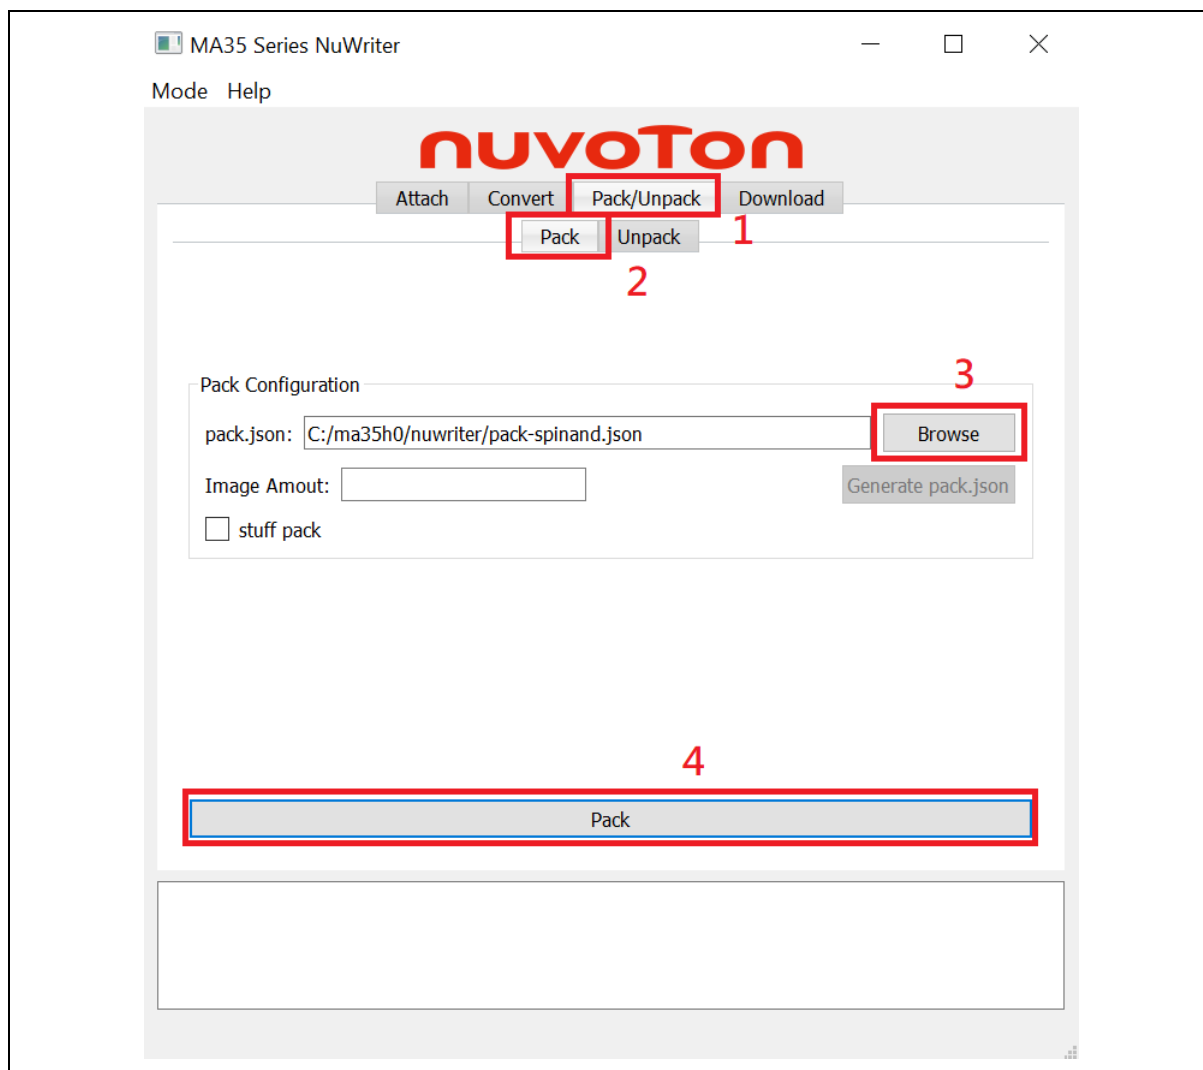 MA35 Series NuWriter
Mode Help
nuvoTon
Attach Convert Pack/Unpack Download
1
Pack Unpack
2
3
Pack Configuration
pack.json: C:/ma35h0/nuwriter/pack-spinand.json Browse
Image Amout: Generate pack.json
stuff pack
4
Pack